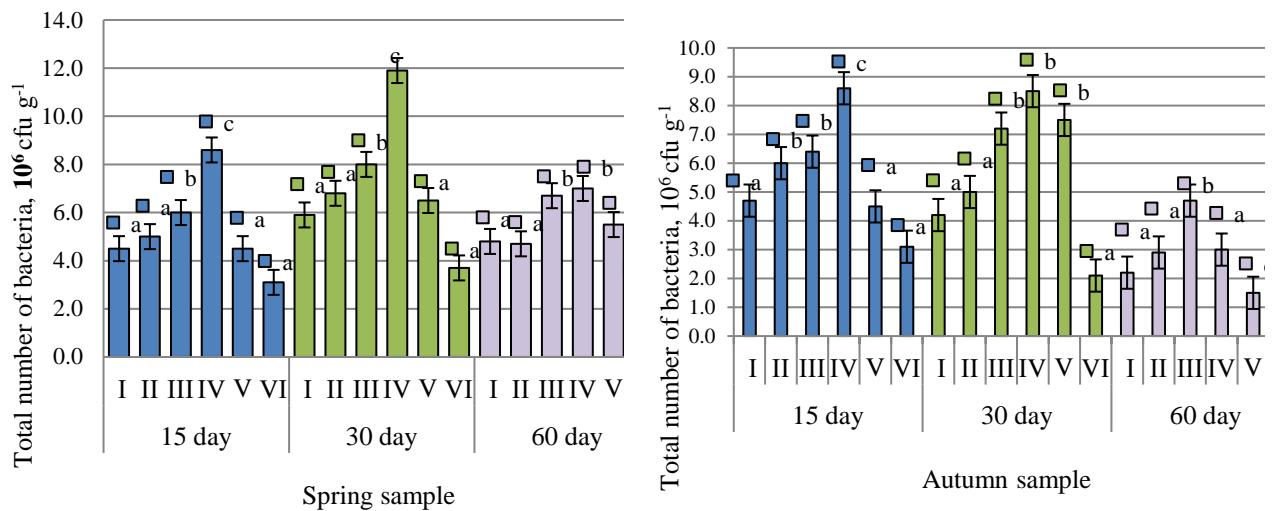 Total number of bacteria, 10⁶ cfu g⁻¹
14.0
12.0
10.0
8.0
6.0
4.0
2.0
0.0
a a b c a a
a a b c a a
a a b b a
I II III IV V VI I II III IV V VI I II III IV V
15 day 30 day 60 day
Spring sample
Total number of bacteria, 10⁶ cfu g⁻¹
10.0
9.0
8.0
7.0
6.0
5.0
4.0
3.0
2.0
1.0
0.0
a b b c a a
a a b b b a
a a b a
I II III IV V VI I II III IV V VI I II III IV V
15 day 30 day 60 day
Autumn sample